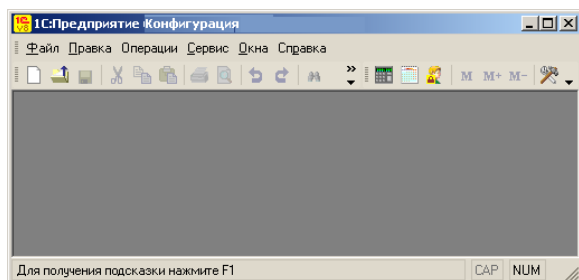 1С:Предприятие Конфигурация
Файл Правка Операции Сервис Окна Справка
M M+ M-
Для получения подсказки нажмите F1 CAP NUM